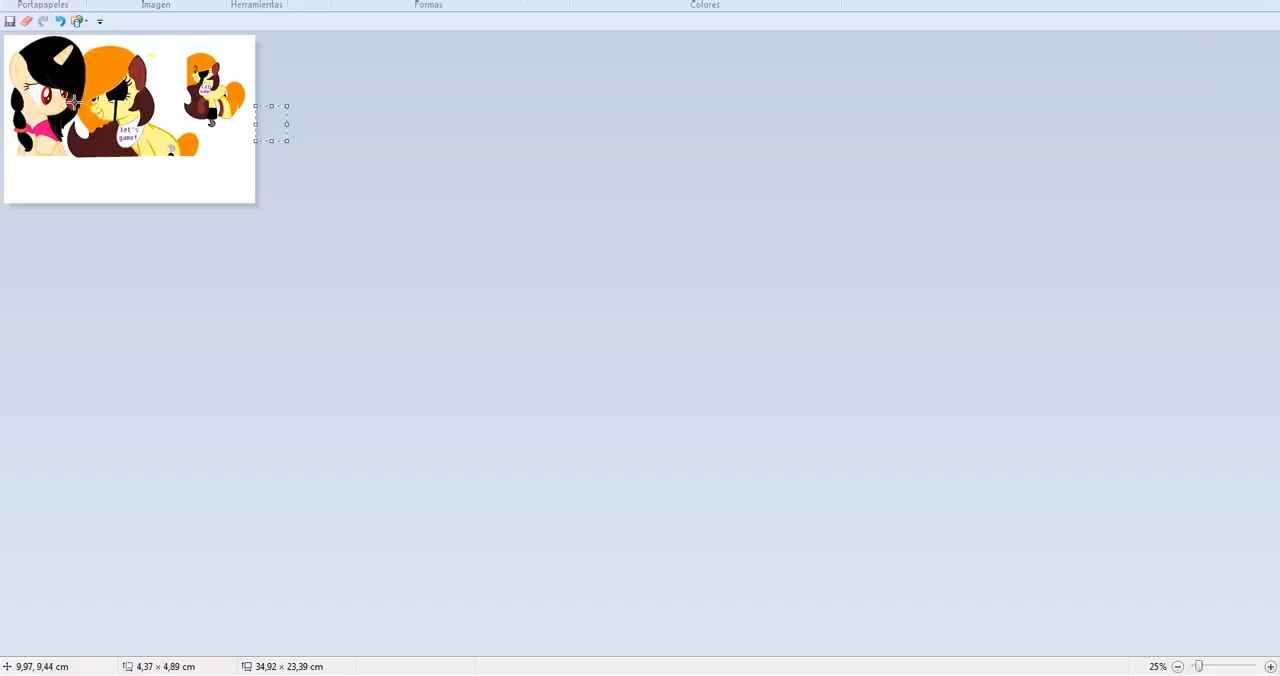 Portapapeles Imagen Herramientas Formas Colores
let's
game!
9,97, 9,44 cm 4,37 × 4,89 cm 34,92 × 23,39 cm 25%